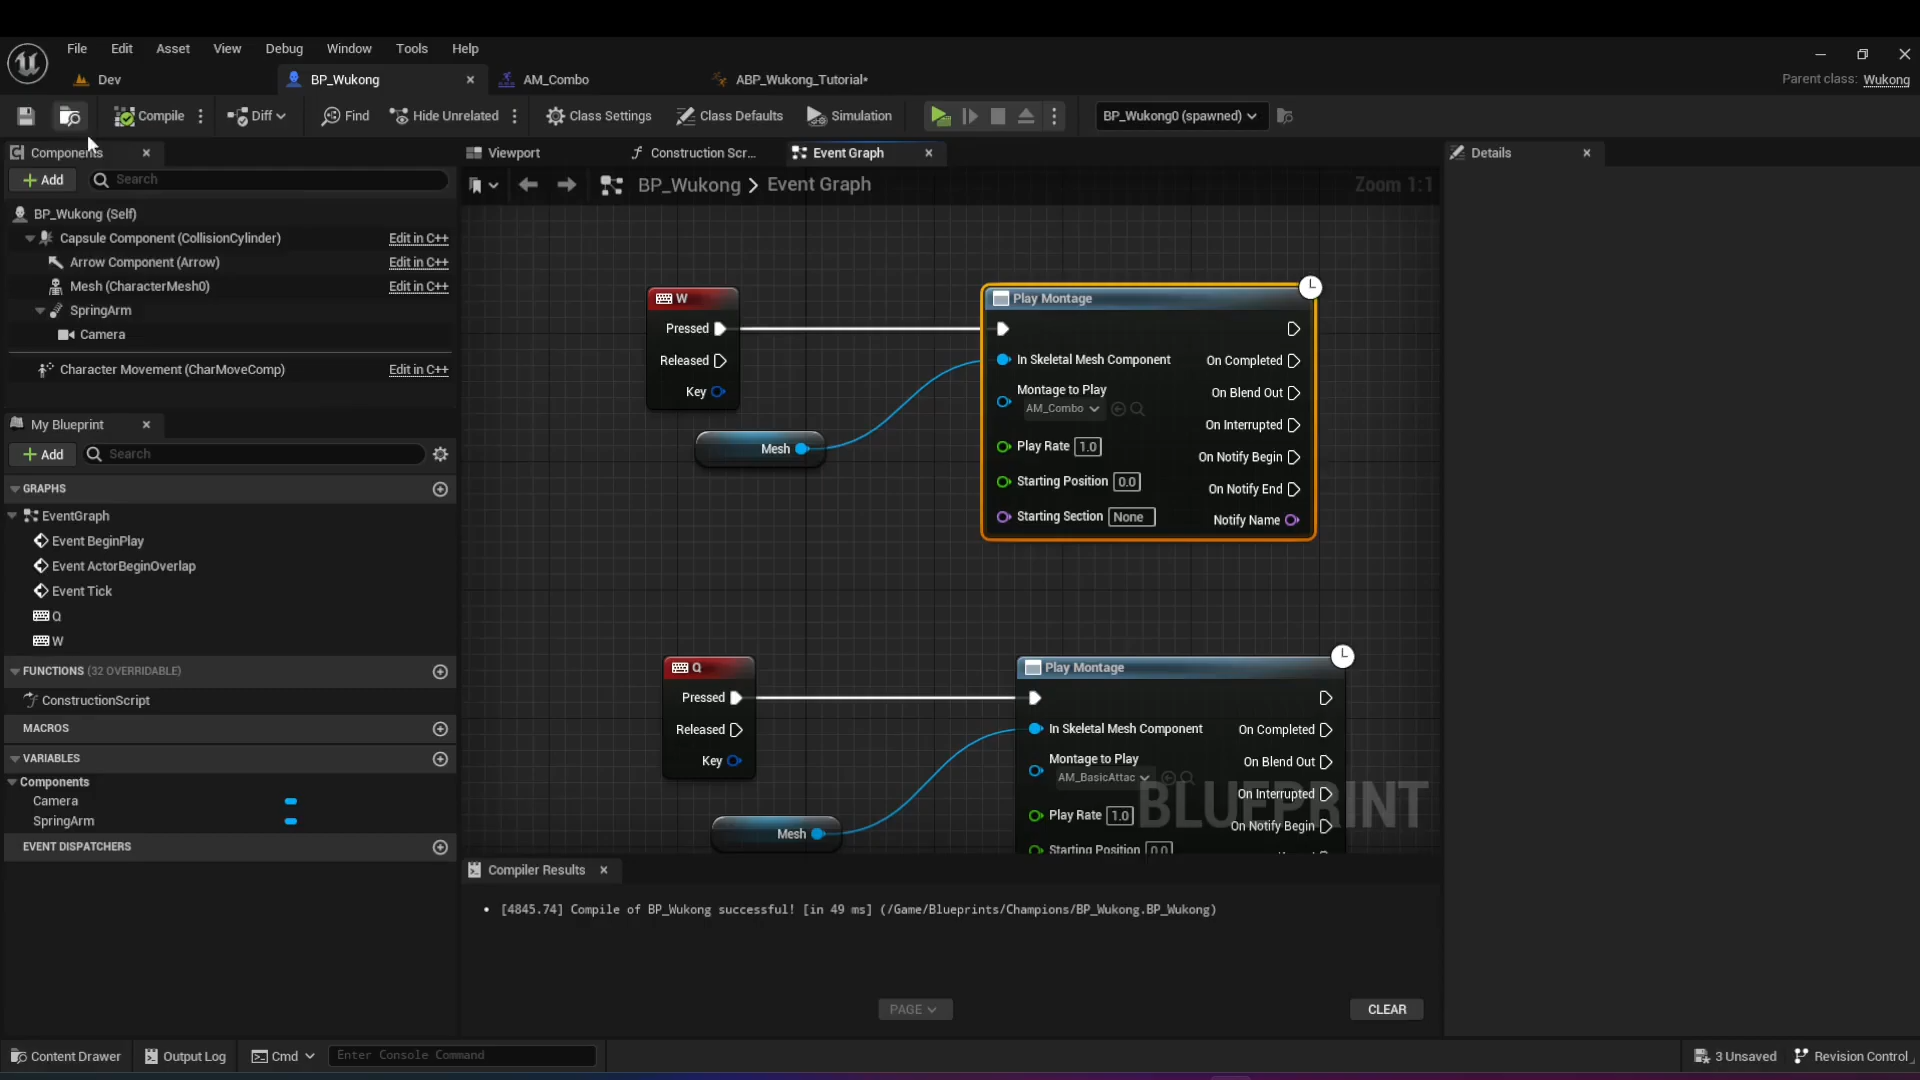 File Edit Asset View Debug Window Tools Help
Dev
BP_Wukong
AM_Combo
ABP_Wukong_Tutorial*
Parent class: Wukong
Compile
Diff
Find
Hide Unrelated
Class Settings
Class Defaults
Simulation
BP_Wukong0 (spawned)
Components
Add
Search
BP_Wukong (Self)
Capsule Component (CollisionCylinder) Edit in C++
Arrow Component (Arrow) Edit in C++
Mesh (CharacterMesh0) Edit in C++
SpringArm
Camera
Character Movement (CharMoveComp) Edit in C++
My Blueprint
Add
Search
GRAPHS
EventGraph
Event BeginPlay
Event ActorBeginOverlap
Event Tick
Q
W
FUNCTIONS (32 OVERRIDABLE)
ConstructionScript
MACROS
VARIABLES
Components
Camera
SpringArm
EVENT DISPATCHERS
Viewport
Construction Scr...
Event Graph
BP_Wukong > Event Graph
Zoom 1:1
W
Pressed
Released
Key
Mesh
Play Montage
In Skeletal Mesh Component
Montage to Play
AM_Combo
Play Rate 1.0
Starting Position 0.0
Starting Section None
On Completed
On Blend Out
On Interrupted
On Notify Begin
On Notify End
Notify Name
Q
Pressed
Released
Key
Mesh
Play Montage
In Skeletal Mesh Component
Montage to Play
AM_BasicAttac
Play Rate 1.0
Starting Position 0.0
On Completed
On Blend Out
On Interrupted
On Notify Begin
BLUEPRINT
Compiler Results
[4845.74] Compile of BP_Wukong successful! [in 49 ms] (/Game/Blueprints/Champions/BP_Wukong.BP_Wukong)
PAGE
CLEAR
Details
Content Drawer
Output Log
Cmd
Enter Console Command
3 Unsaved
Revision Control